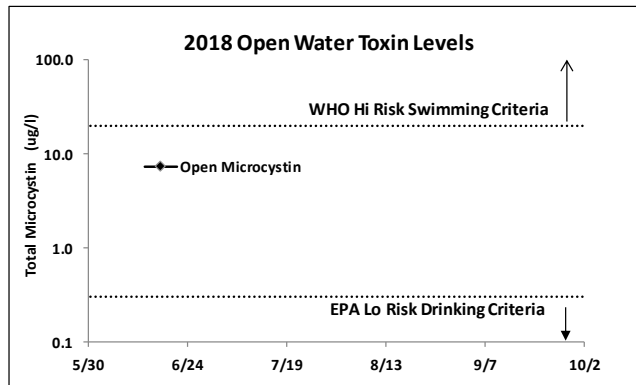 2018 Open Water Toxin Levels
100.0
WHO Hi Risk Swimming Criteria
10.0
Open Microcystin
Total Microcystin (ug/l)
1.0
EPA Lo Risk Drinking Criteria
0.1
5/30 6/24 7/19 8/13 9/7 10/2